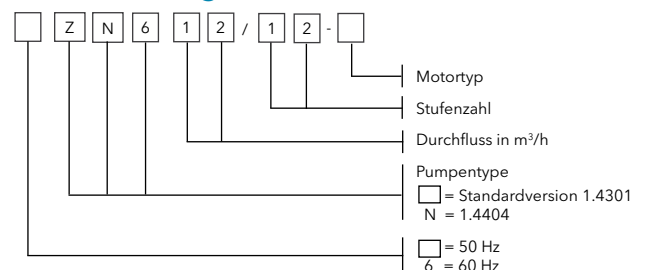 Z N 6 1 2 / 1 2 -
Motortyp
Stufenzahl
Durchfluss in m³/h
Pumpentype
= Standardversion 1.4301
N = 1.4404
= 50 Hz
6 = 60 Hz